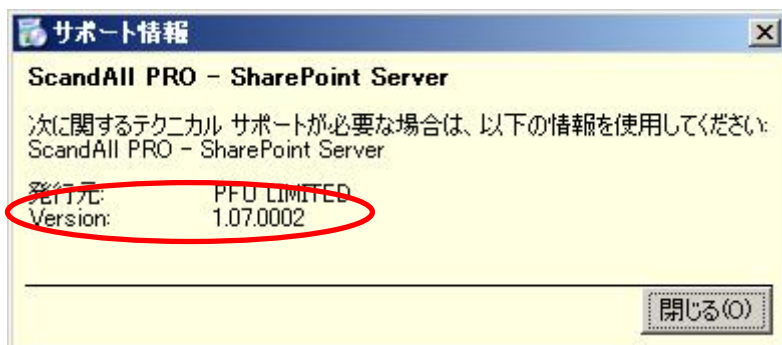 サポート情報
ScandAll PRO - SharePoint Server
次に関するテクニカル サポートが必要な場合は、以下の情報を使用してください:
ScandAll PRO - SharePoint Server
発行元: PFU LIMITED
Version: 1.07.0002
閉じる(O)